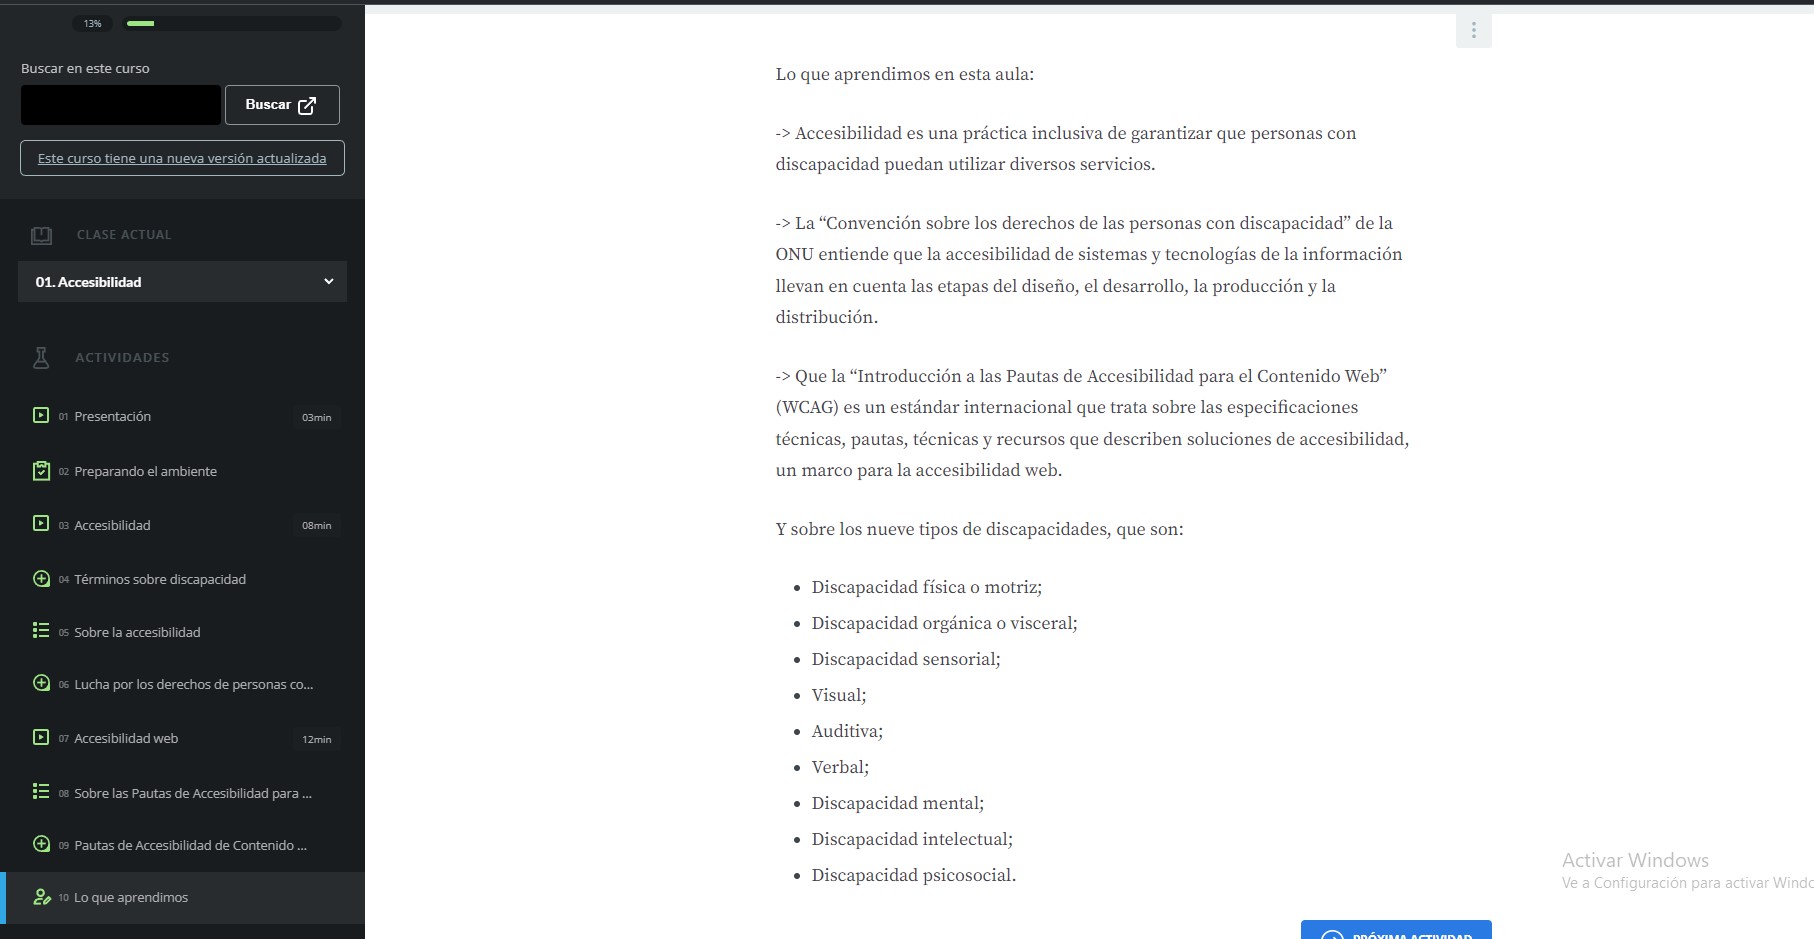 13%
Buscar en este curso
Buscar
Este curso tiene una nueva versión actualizada
CLASE ACTUAL
01. Accesibilidad
ACTIVIDADES
01 Presentación 03min
02 Preparando el ambiente
03 Accesibilidad 08min
04 Términos sobre discapacidad
05 Sobre la accesibilidad
06 Lucha por los derechos de personas co...
07 Accesibilidad web 12min
08 Sobre las Pautas de Accesibilidad para ...
09 Pautas de Accesibilidad de Contenido ...
10 Lo que aprendimos
Lo que aprendimos en esta aula:
-> Accesibilidad es una práctica inclusiva de garantizar que personas con
discapacidad puedan utilizar diversos servicios.
-> La “Convención sobre los derechos de las personas con discapacidad” de la
ONU entiende que la accesibilidad de sistemas y tecnologías de la información
llevan en cuenta las etapas del diseño, el desarrollo, la producción y la
distribución.
-> Que la “Introducción a las Pautas de Accesibilidad para el Contenido Web”
(WCAG) es un estándar internacional que trata sobre las especificaciones
técnicas, pautas, técnicas y recursos que describen soluciones de accesibilidad,
un marco para la accesibilidad web.
Y sobre los nueve tipos de discapacidades, que son:
• Discapacidad física o motriz;
• Discapacidad orgánica o visceral;
• Discapacidad sensorial;
• Visual;
• Auditiva;
• Verbal;
• Discapacidad mental;
• Discapacidad intelectual;
• Discapacidad psicosocial.
PRÓXIMA ACTIVIDAD
Activar Windows
Ve a Configuración para activar Windo